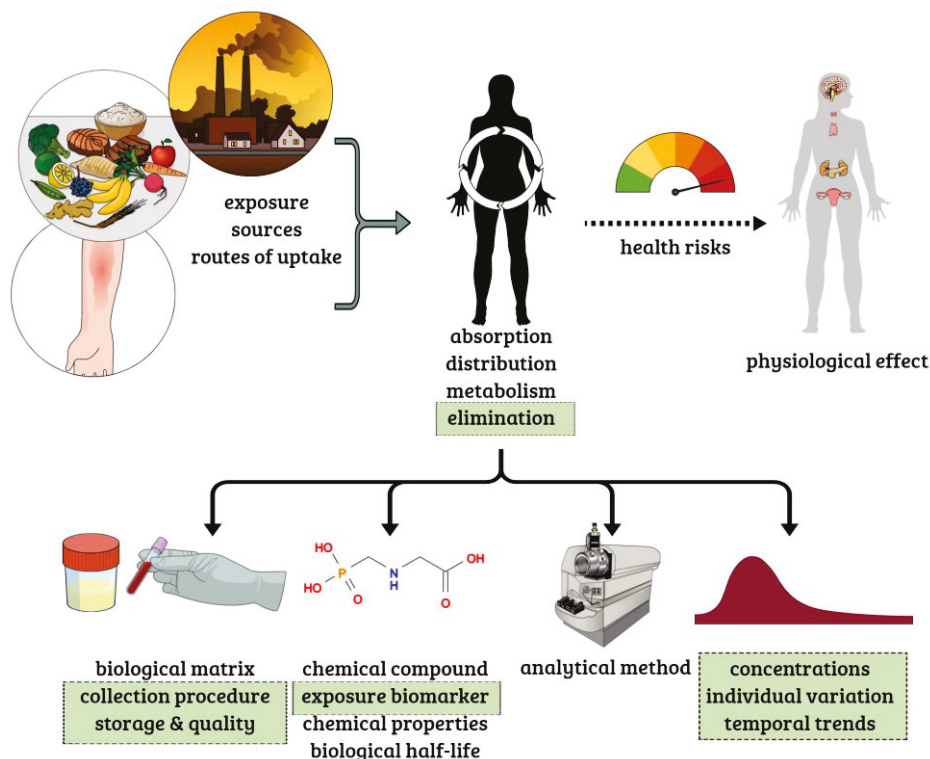 exposure
sources
routes of uptake
health risks
absorption
distribution
metabolism
elimination
physiological effect
HO
HO
P
O
N
H
O
OH
biological matrix
collection procedure
storage & quality
chemical compound
exposure biomarker
chemical properties
biological half-life
analytical method
concentrations
individual variation
temporal trends